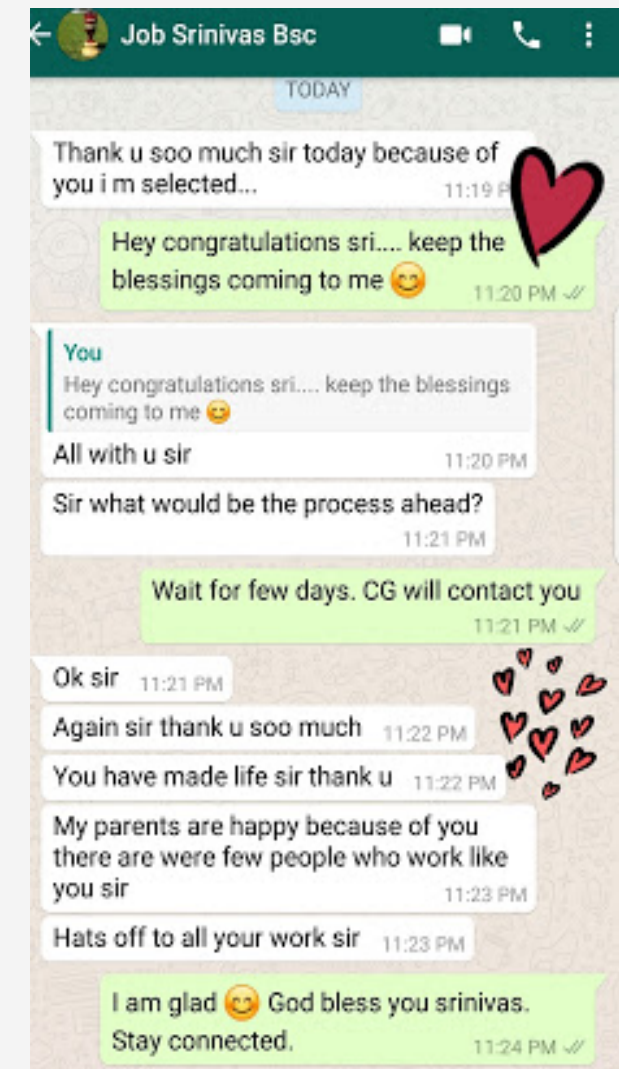 Job Srinivas Bsc
TODAY
Thank u soo much sir today because of
you i m selected...
11:19 P
Hey congratulations sri.... keep the
blessings coming to me 😊
11:20 PM
You
Hey congratulations sri.... keep the blessings
coming to me 😊
All with u sir
11:20 PM
Sir what would be the process ahead?
11:21 PM
Wait for few days. CG will contact you
11:21 PM
Ok sir 11:21 PM
Again sir thank u soo much 11:22 PM
You have made life sir thank u 11:22 PM
My parents are happy because of you
there are were few people who work like
you sir
11:23 PM
Hats off to all your work sir 11:23 PM
I am glad 😊 God bless you srinivas.
Stay connected.
11:24 PM